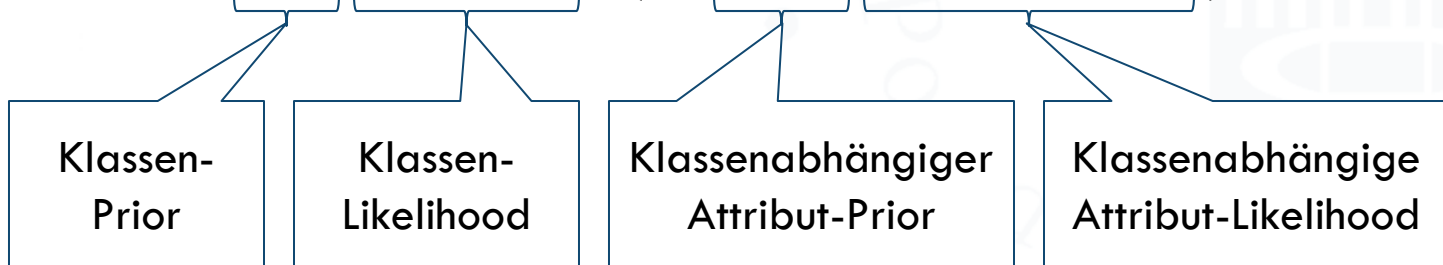 Klassen-
Prior
Klassen-
Likelihood
Klassenabhängiger
Attribut-Prior
Klassenabhängige
Attribut-Likelihood